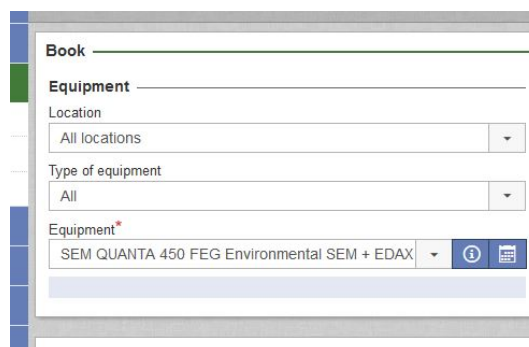 Book
Equipment
Location
All locations
Type of equipment
All
Equipment*
SEM QUANTA 450 FEG Environmental SEM + EDAX